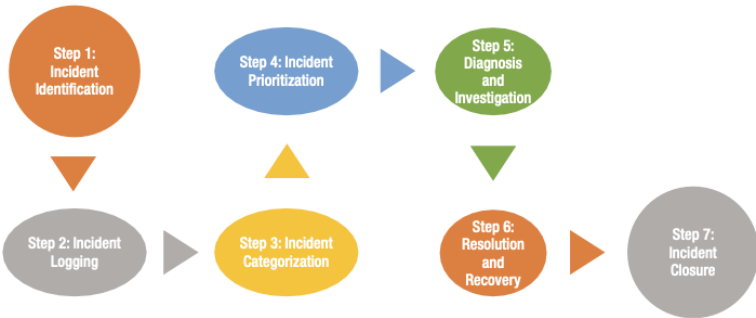 Step 1:
Incident
Identification
Step 2: Incident
Logging
Step 3: Incident
Categorization
Step 4: Incident
Prioritization
Step 5:
Diagnosis
and
Investigation
Step 6:
Resolution
and
Recovery
Step 7:
Incident
Closure